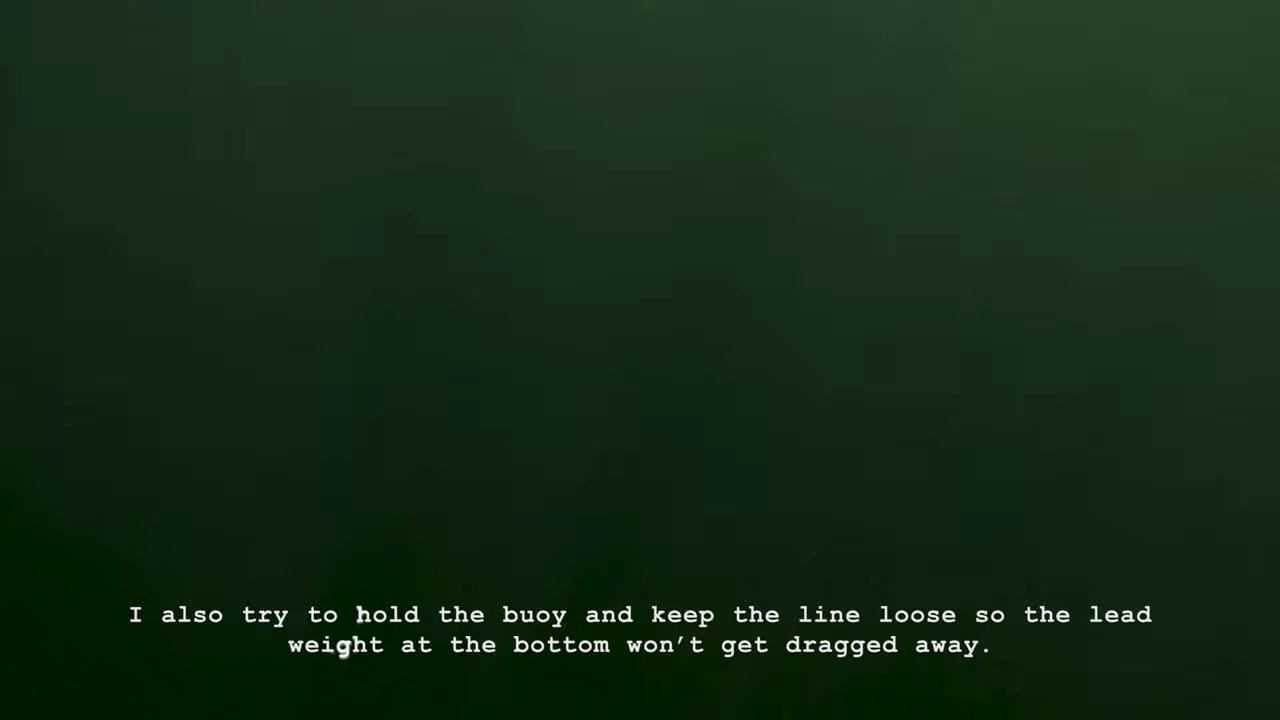 I also try to hold the buoy and keep the line loose so the lead
weight at the bottom won’t get dragged away.